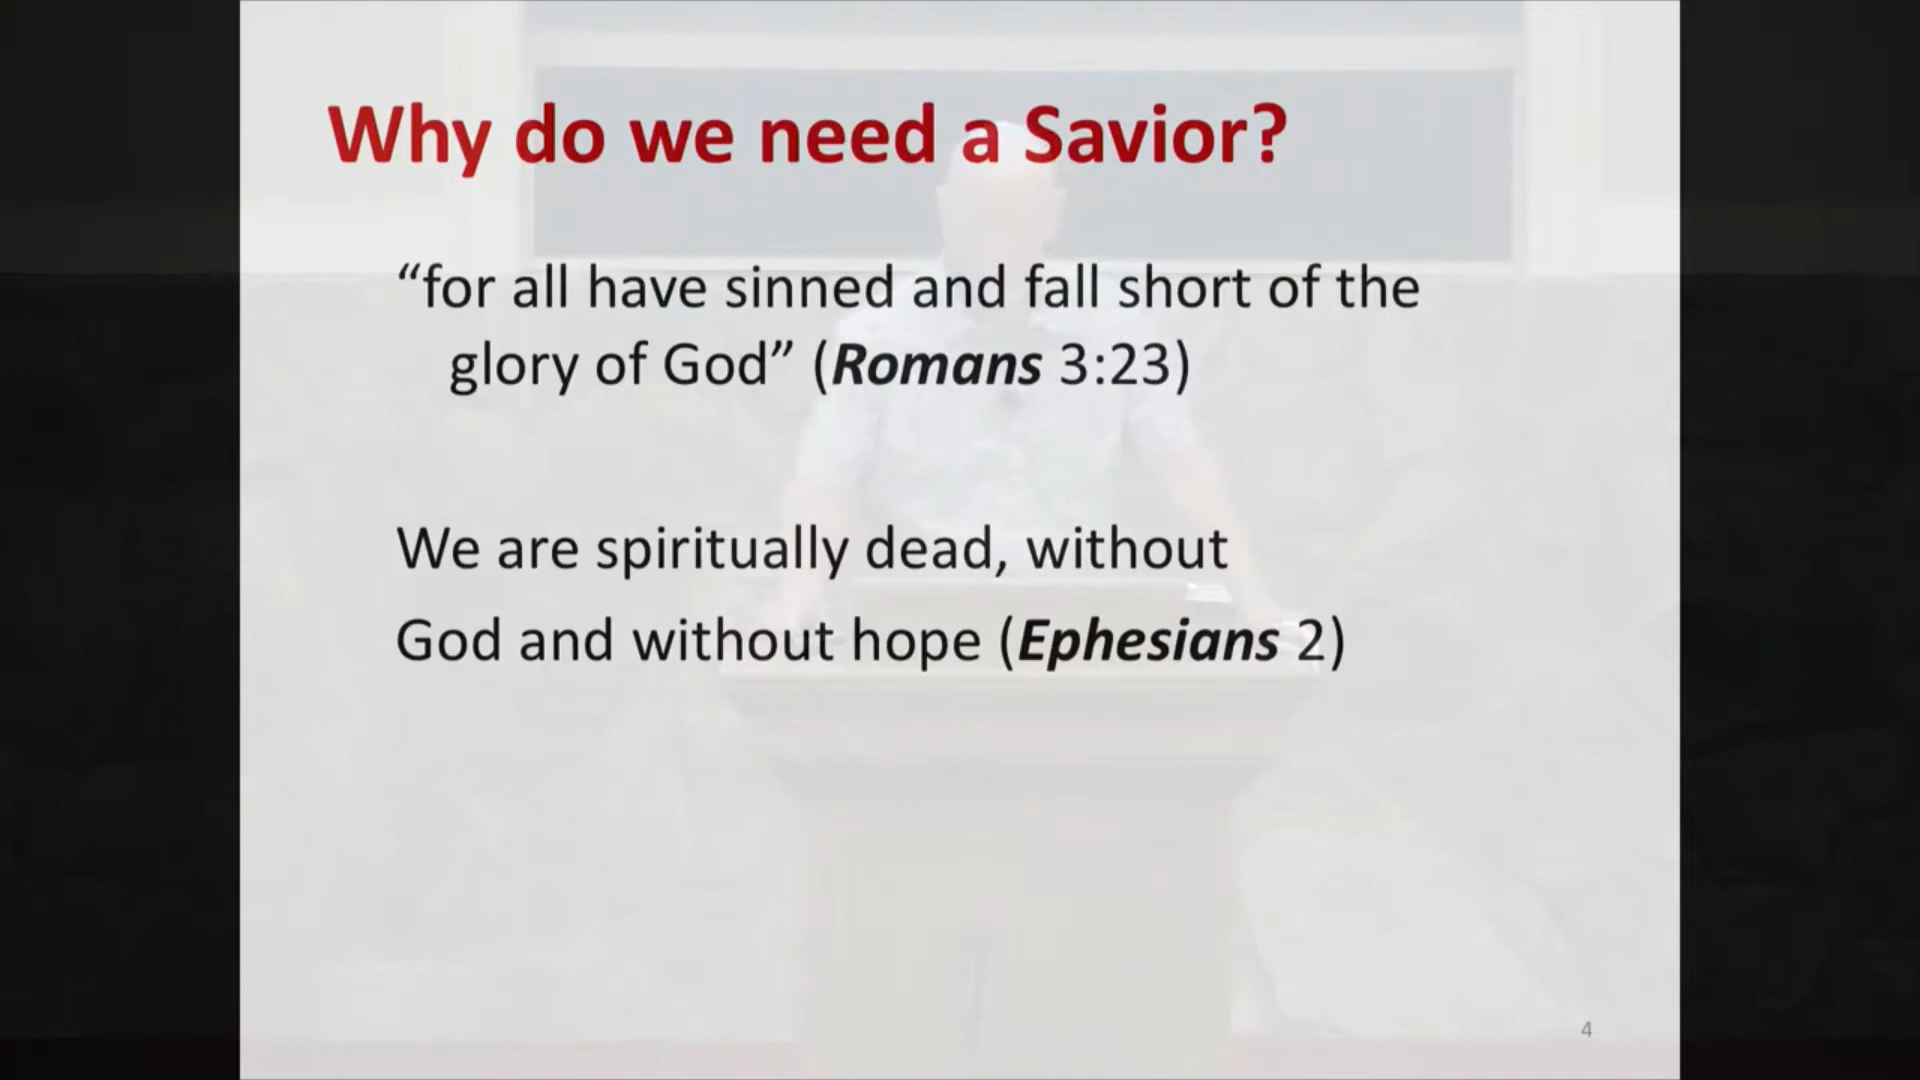 Why do we need a Savior?
“for all have sinned and fall short of the
glory of God” (Romans 3:23)
We are spiritually dead, without
God and without hope (Ephesians 2)
4